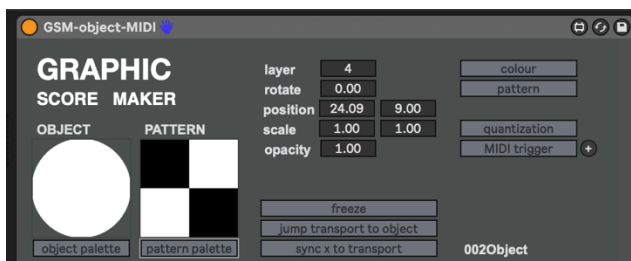 GSM-object-MIDI
GRAPHIC
SCORE MAKER
OBJECT PATTERN
object palette pattern palette
layer 4
rotate 0.00
position 24.09 9.00
scale 1.00 1.00
opacity 1.00
freeze
jump transport to object
sync x to transport
colour
pattern
quantization
MIDI trigger +
002Object